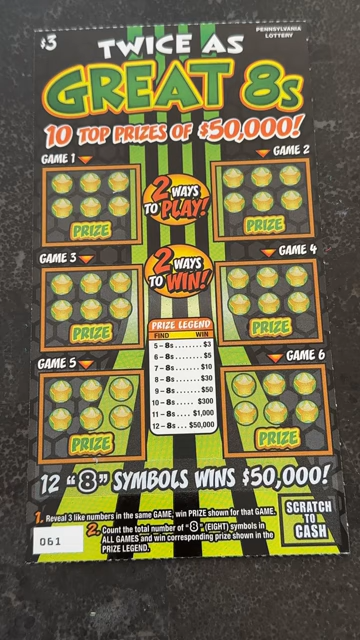 $3
TWICE AS
PENNSYLVANIA
LOTTERY
GREAT 8s
10 TOP PRIZES OF $50,000!
GAME 1
GAME 2
2 WAYS
TO PLAY!
PRIZE
PRIZE
GAME 3
GAME 4
2 WAYS
TO WIN!
PRIZE
PRIZE
PRIZE LEGEND
FIND WIN
5 – 8s........$3
6 – 8s........$5
7 – 8s.......$10
8 – 8s.......$30
9 – 8s.......$50
10 – 8s.... $300
11 – 8s.... $1,000
12 – 8s... $50,000
GAME 5
GAME 6
PRIZE
PRIZE
12 "8" SYMBOLS WINS $50,000!
1. Reveal 3 like numbers in the same GAME, win PRIZE shown for that GAME.
2. Count the total number of "8" (EIGHT) symbols in
ALL GAMES and win corresponding prize shown in the
PRIZE LEGEND.
SCRATCH
TO
CASH
061